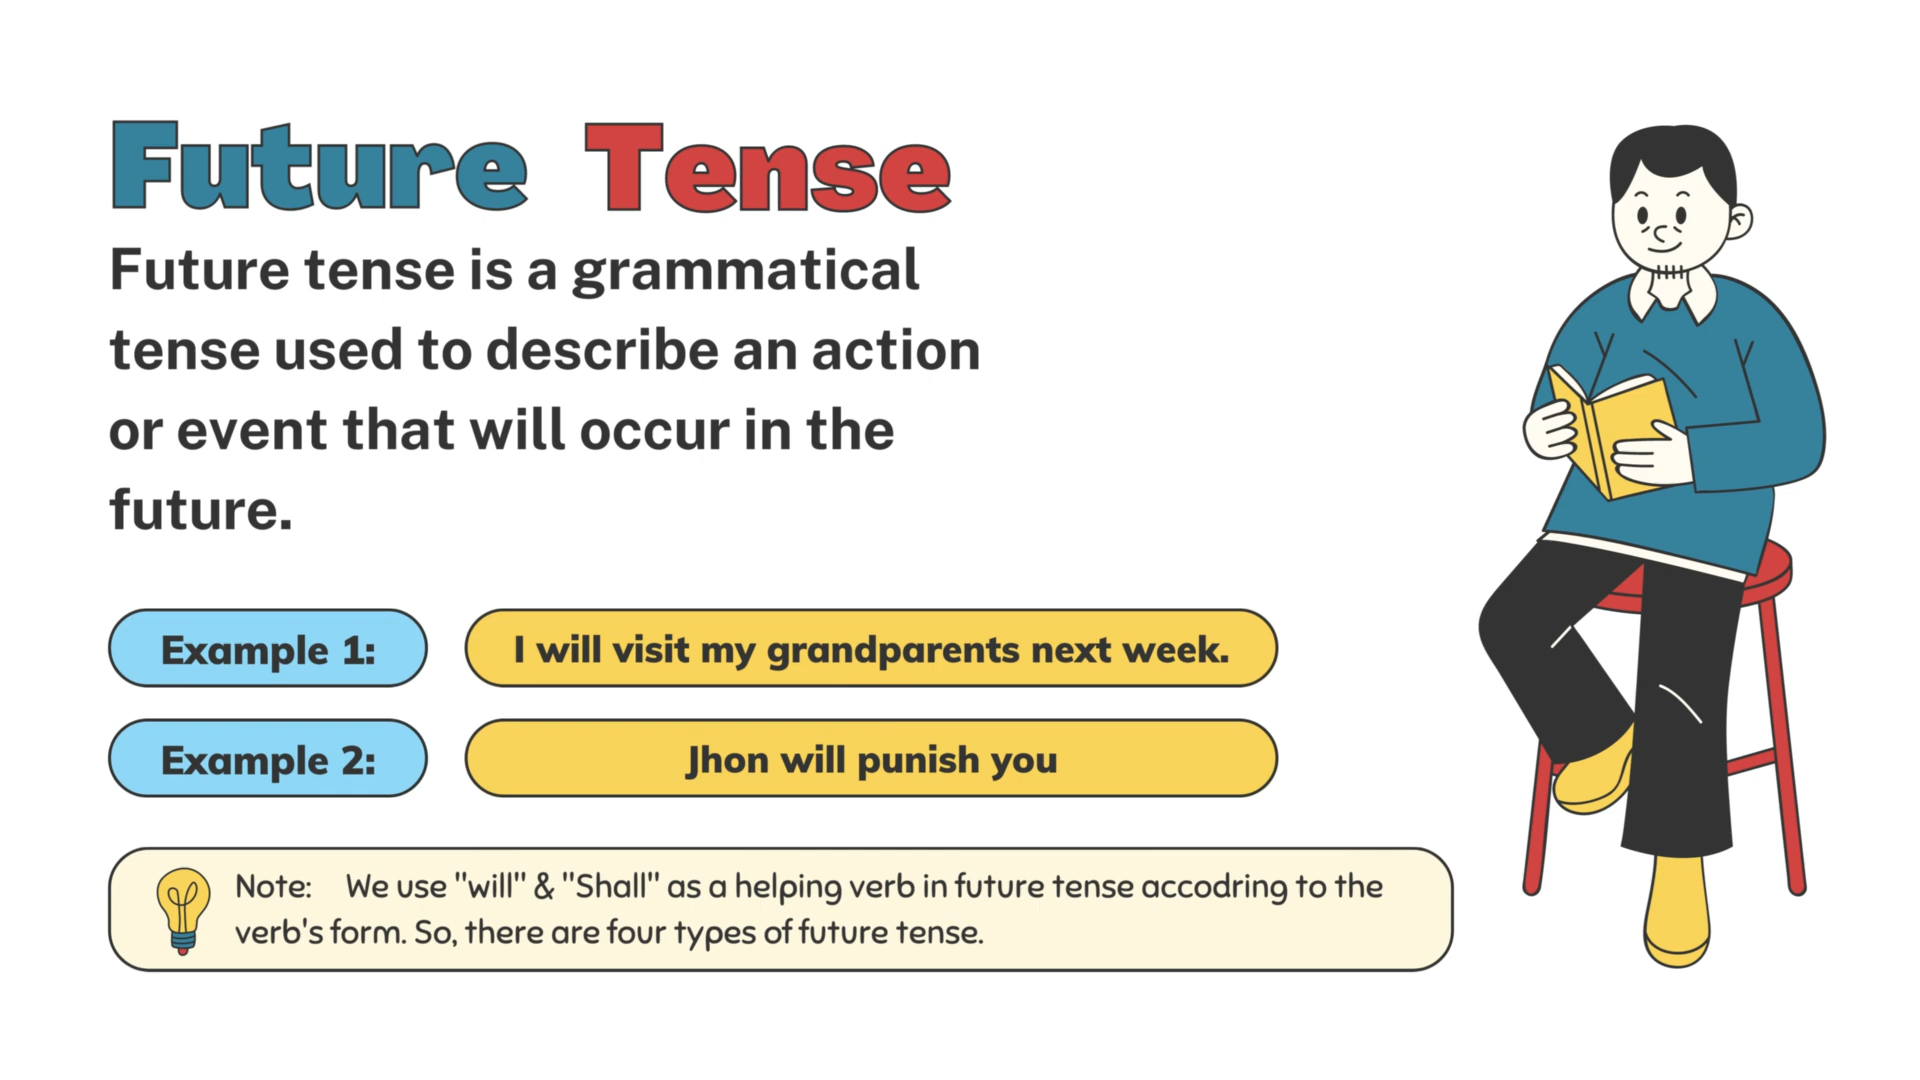 Future Tense
Future tense is a grammatical
tense used to describe an action
or event that will occur in the
future.
Example 1: I will visit my grandparents next week.
Example 2: Jhon will punish you
Note: We use "will" & "Shall" as a helping verb in future tense accodring to the
verb's form. So, there are four types of future tense.